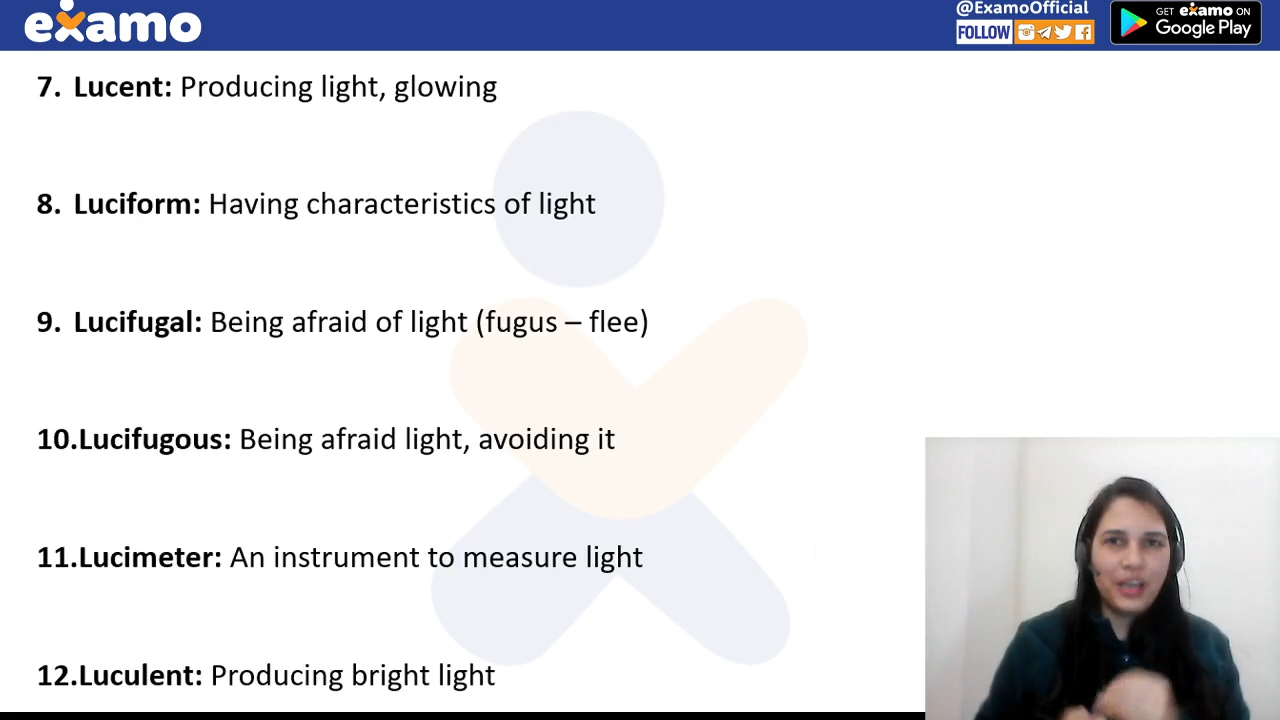 examo
@ExamoOfficial
FOLLOW
GET examo ON
Google Play
7. Lucent: Producing light, glowing
8. Luciform: Having characteristics of light
9. Lucifugal: Being afraid of light (fugus – flee)
10.Lucifugous: Being afraid light, avoiding it
11.Lucimeter: An instrument to measure light
12.Luculent: Producing bright light